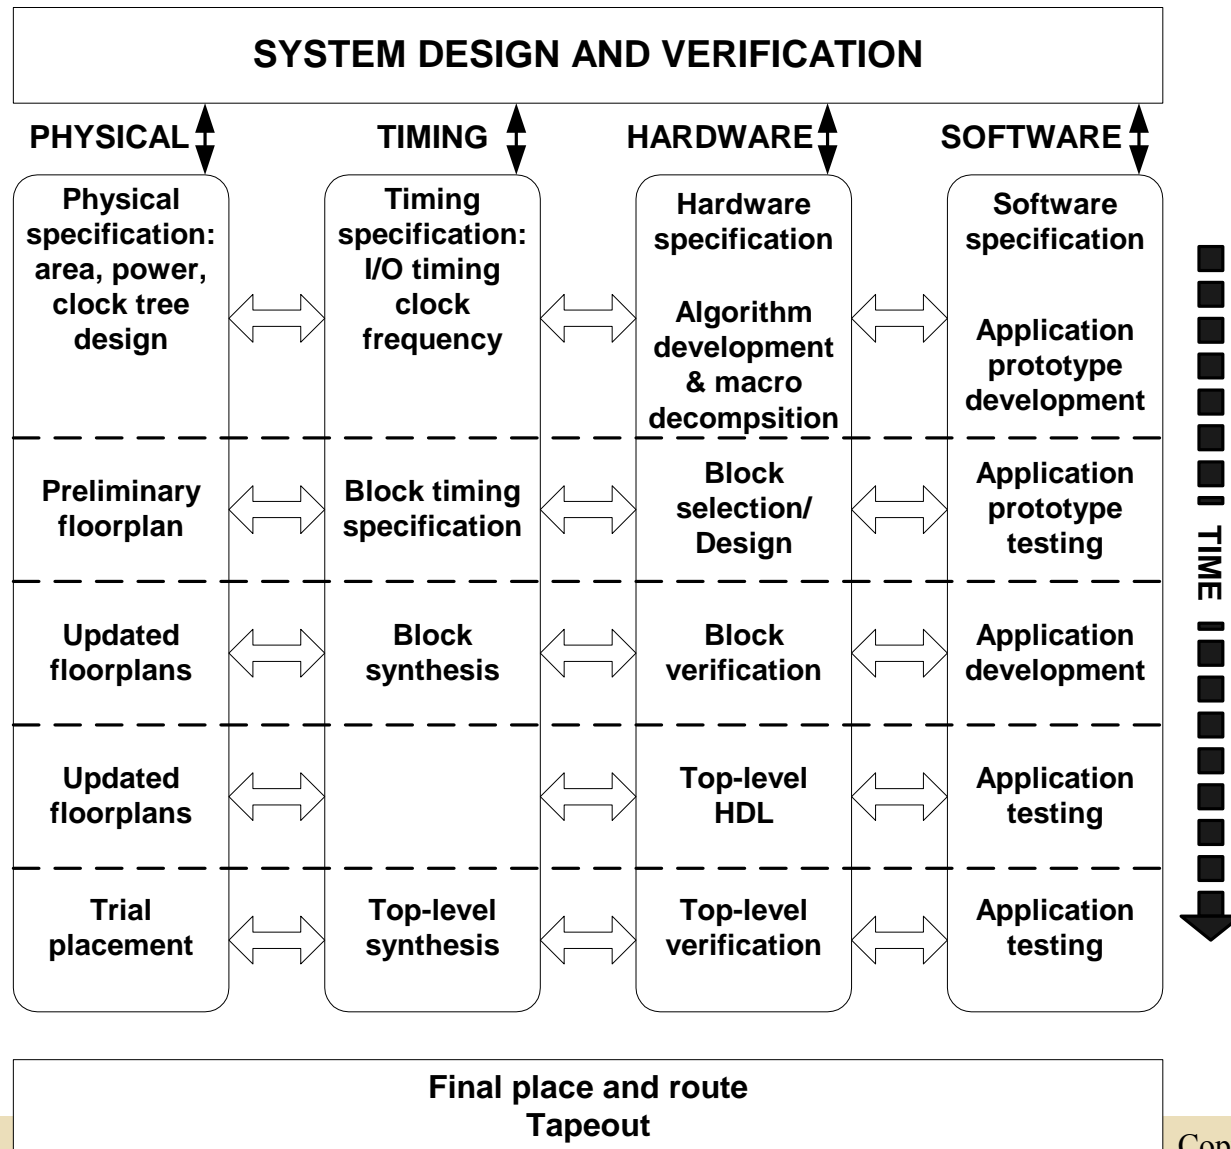 SYSTEM DESIGN AND VERIFICATION
PHYSICAL
TIMING
HARDWARE
SOFTWARE
Physical
specification:
area, power,
clock tree
design
Timing
specification:
I/O timing
clock
frequency
Hardware
specification
Algorithm
development
& macro
decompsition
Software
specification
Application
prototype
development
Preliminary
floorplan
Block timing
specification
Block
selection/
Design
Application
prototype
testing
TIME
Updated
floorplans
Block
synthesis
Block
verification
Application
development
Updated
floorplans
Top-level
HDL
Application
testing
Trial
placement
Top-level
synthesis
Top-level
verification
Application
testing
Final place and route
Tapeout